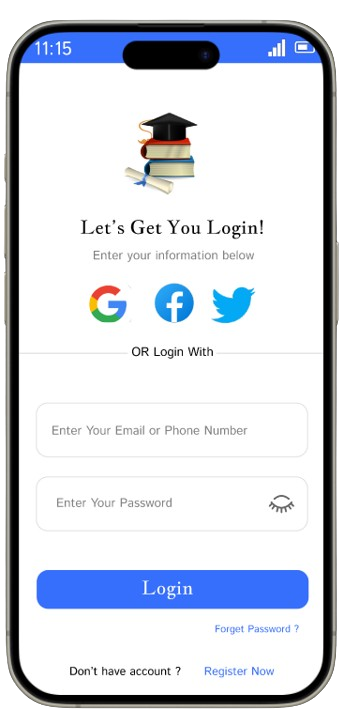 11:15
Let's Get You Login!
Enter your information below
OR Login With
Enter Your Email or Phone Number
Enter Your Password
Login
Forget Password ?
Don't have account ? Register Now